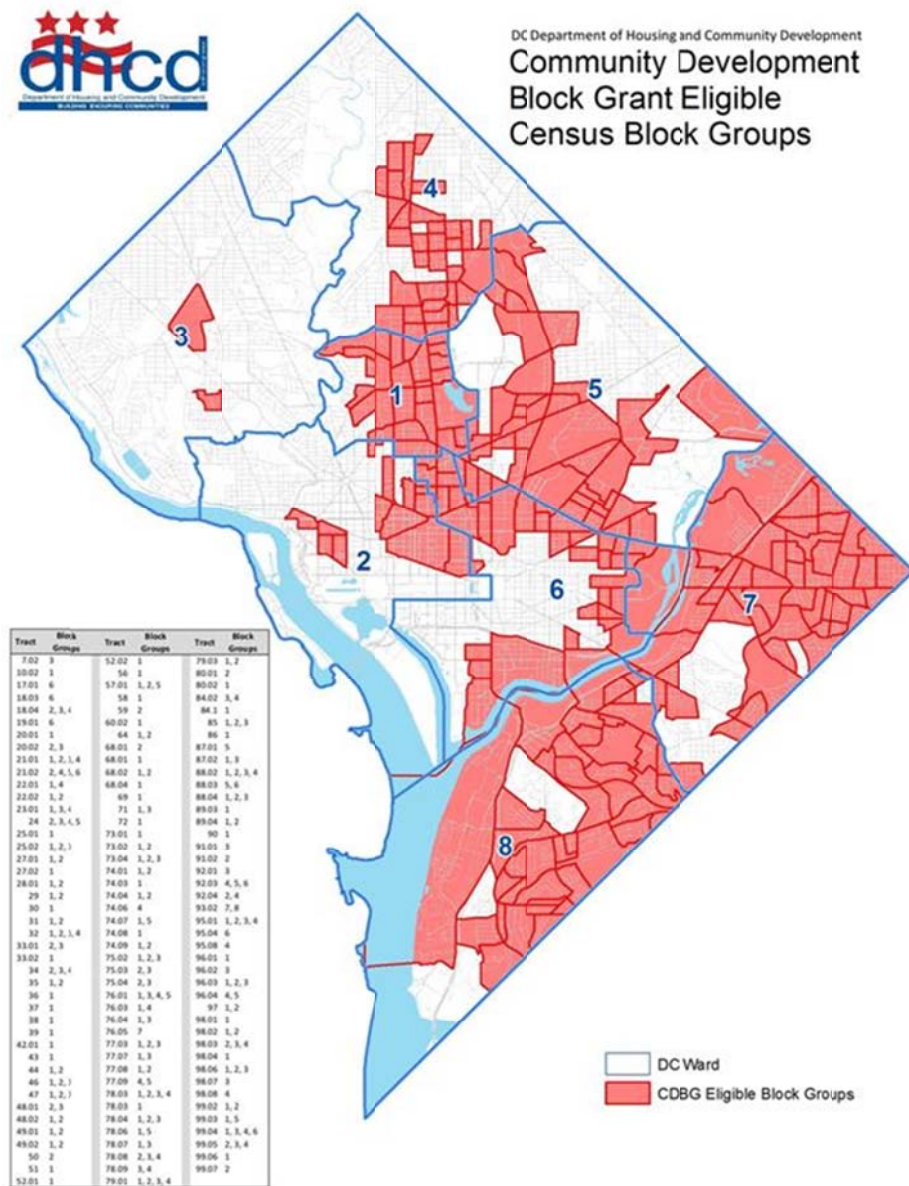 dhcd
Department of Housing and Community Development
BUILDING ENDURING COMMUNITIES
DC Department of Housing and Community Development
Community Development
Block Grant Eligible
Census Block Groups
4
3
1
5
2
6
7
8
Tract Block Groups Tract Block Groups Tract Block Groups
7.02 3 52.02 1 79.03 1, 2
10.02 1 56 1 80.01 2
17.01 6 57.01 1, 2, 5 80.02 1
18.03 6 58 1 84.02 3, 4
18.04 2, 3, 59 2 84.1 1
19.01 6 60.02 1 85 1, 2, 3
20.01 1 64 1, 2 86 1
20.02 2, 3 68.01 2 87.01 5
21.01 1, 2, 4 68.01 1 87.02 1, 3
21.02 2, 4, 6 68.02 1, 2 88.02 1, 2, 3, 4
22.01 1, 4 68.04 1 88.03 5, 6
22.02 1, 2 69 1 88.04 1, 2, 3
23.01 1, 3, 71 1, 3 89.03 1
24 2, 3, 5 72 1 89.04 1, 2
25.01 1 73.01 1 90 1
25.02 1, 2, 73.02 1, 2 91.01 3
27.01 1, 2 73.04 1, 2, 3 91.02 2
27.02 1 74.01 1, 2 92.01 3
28.01 1, 2 74.03 1 92.03 4, 5, 6
29 1, 2 74.04 1, 2 92.04 2, 4
30 1 74.06 4 93.02 7, 8
31 1, 2 74.07 1, 5 95.01 1, 2, 3, 4
32 1, 2, 4 74.08 1 95.04 6
33.01 2, 3 74.09 1, 2 95.08 4
33.02 1 75.02 1, 2, 3 96.01 1
34 2, 3, 75.03 2, 3 96.02 3
35 1, 2 75.04 2, 3 96.03 1, 2, 3
36 1 76.01 1, 3, 4, 5 96.04 4, 5
37 1 76.03 1, 4 97 1, 2
38 1 76.04 1, 3 98.01 1
39 1 76.05 7 98.02 1, 2
42.01 1 77.03 1, 2, 3 98.03 2, 3, 4
43 1 77.07 1, 3 98.04 1
44 1, 2 77.08 1, 2 98.06 1, 2, 3
46 1, 2, 77.09 4, 5 98.07 3
47 1, 2, 78.03 1, 2, 3, 4 98.08 4
48.01 2, 3 78.03 1 99.02 1, 2
48.02 1, 2 78.04 1, 2, 3 99.03 1, 5
49.01 1, 2 78.06 1, 5 99.04 1, 3, 4, 6
49.02 1, 2 78.07 1, 3 99.05 2, 3, 4
50 2 78.08 2, 3, 4 99.06 1
51 1 78.09 3, 4 99.07 2
52.01 1 79.01 1, 2, 3, 4
DC Ward
CDBG Eligible Block Groups